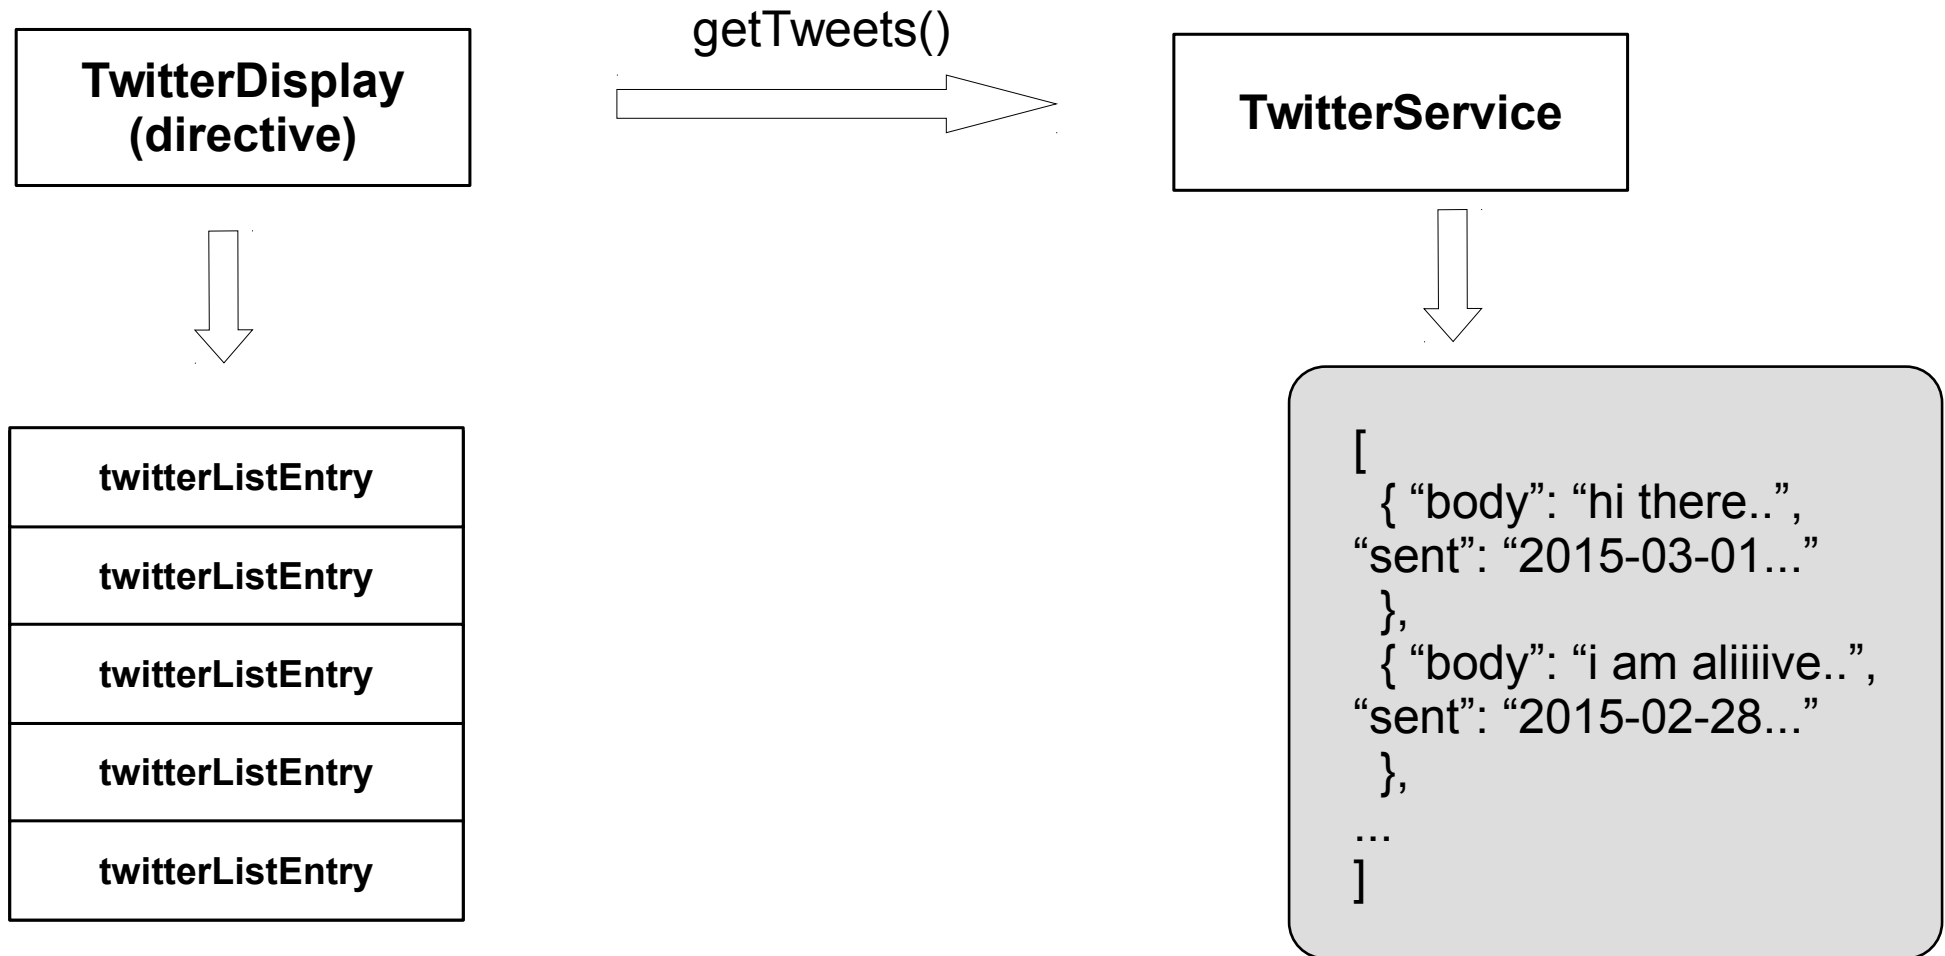 TwitterDisplay
(directive)
getTweets()
TwitterService
twitterListEntry
twitterListEntry
twitterListEntry
twitterListEntry
twitterListEntry
[
{ “body”: “hi there..”,
“sent”: “2015-03-01...”
},
{ “body”: “i am aliiiive..”,
“sent”: “2015-02-28...”
},
...
]